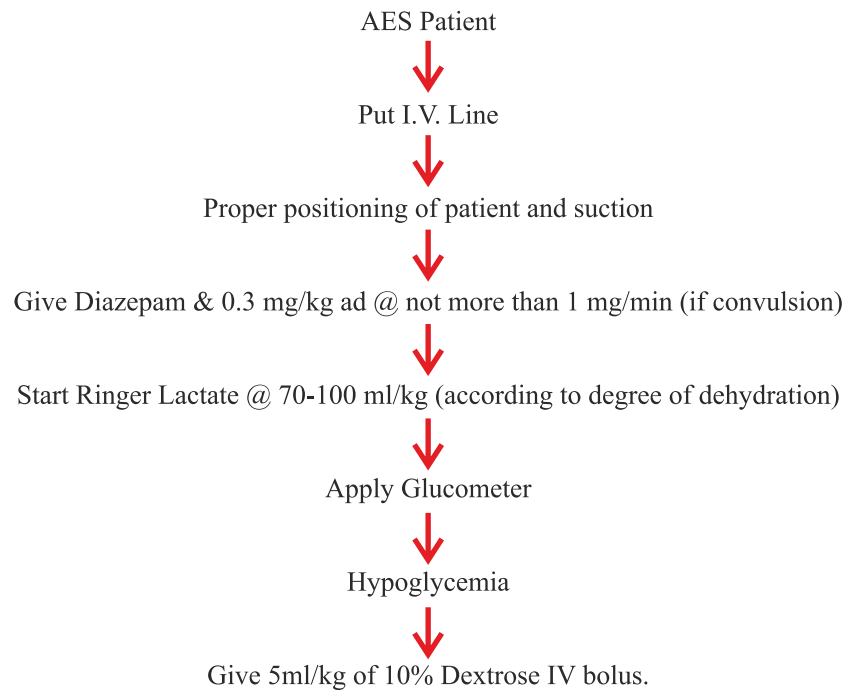 AES Patient
Put I.V. Line
Proper positioning of patient and suction
Give Diazepam & 0.3 mg/kg ad @ not more than 1 mg/min (if convulsion)
Start Ringer Lactate @ 70-100 ml/kg (according to degree of dehydration)
Apply Glucometer
Hypoglycemia
Give 5ml/kg of 10% Dextrose IV bolus.